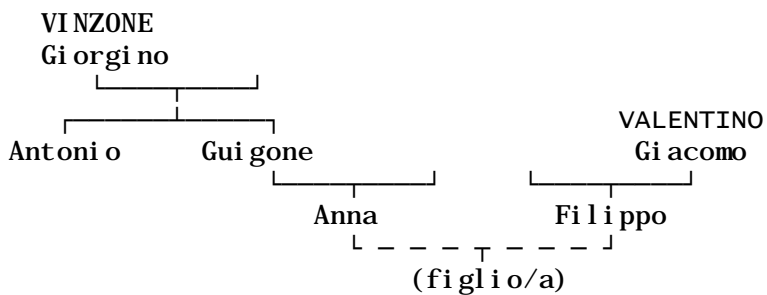 VINZONE
Giorgino
VALENTINO
Antonio Guigone Giacomo
Anna Filippo
(figlio/a)